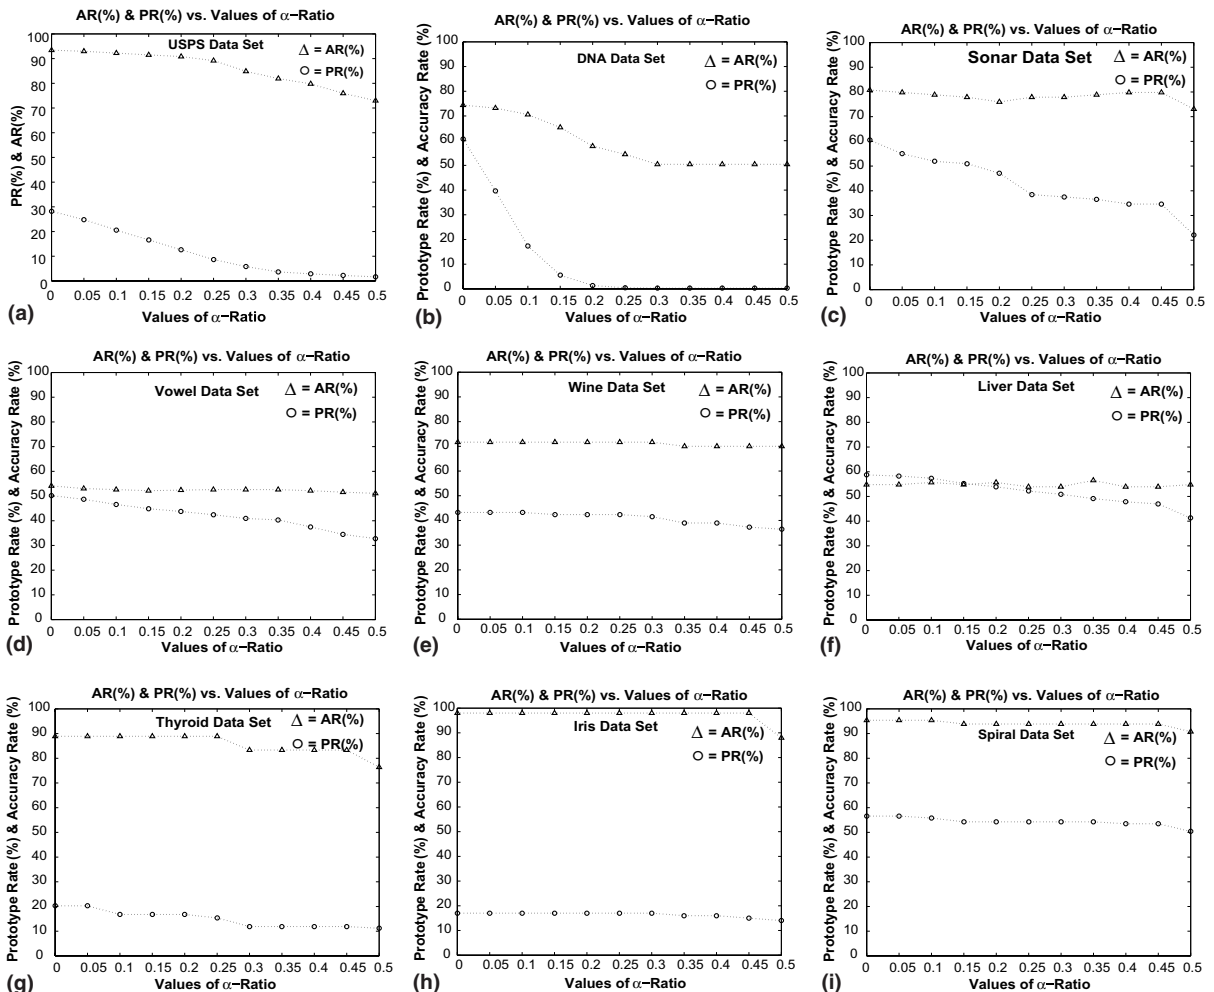 AR(%) & PR(%) vs. Values of α−Ratio
USPS Data Set
Δ = AR(%)
○ = PR(%)
PR(%) & AR(%)
100
90
80
70
60
50
40
30
20
10
0
0 0.05 0.1 0.15 0.2 0.25 0.3 0.35 0.4 0.45 0.5
Values of α−Ratio
(a)
AR(%) & PR(%) vs. Values of α−Ratio
DNA Data Set
Δ = AR(%)
○ = PR(%)
Prototype Rate (%) & Accuracy Rate (%)
100
90
80
70
60
50
40
30
20
10
0
0 0.05 0.1 0.15 0.2 0.25 0.3 0.35 0.4 0.45 0.5
Values of α−Ratio
(b)
AR(%) & PR(%) vs. Values of α−Ratio
Sonar Data Set
Δ = AR(%)
○ = PR(%)
Prototype Rate (%) & Accuracy Rate (%)
100
90
80
70
60
50
40
30
20
10
0
0 0.05 0.1 0.15 0.2 0.25 0.3 0.35 0.4 0.45 0.5
Values of α−Ratio
(c)
AR(%) & PR(%) vs. Values of α−Ratio
Vowel Data Set
Δ = AR(%)
○ = PR(%)
Prototype Rate (%) & Accuracy Rate (%)
100
90
80
70
60
50
40
30
20
10
0
0 0.05 0.1 0.15 0.2 0.25 0.3 0.35 0.4 0.45 0.5
Values of α−Ratio
(d)
AR(%) & PR(%) vs. Values of α−Ratio
Wine Data Set
Δ = AR(%)
○ = PR(%)
Prototype Rate (%) & Accuracy Rate (%)
100
90
80
70
60
50
40
30
20
10
0
0 0.05 0.1 0.15 0.2 0.25 0.3 0.35 0.4 0.45 0.5
Values of α−Ratio
(e)
AR(%) & PR(%) vs. Values of α−Ratio
Liver Data Set
Δ = AR(%)
○ = PR(%)
Prototype Rate (%) & Accuracy Rate (%)
100
90
80
70
60
50
40
30
20
10
0
0 0.05 0.1 0.15 0.2 0.25 0.3 0.35 0.4 0.45 0.5
Values of α−Ratio
(f)
AR(%) & PR(%) vs. Values of α−Ratio
Thyroid Data Set
Δ = AR(%)
○ = PR(%)
Prototype Rate (%) & Accuracy Rate (%)
100
90
80
70
60
50
40
30
20
10
0
0 0.05 0.1 0.15 0.2 0.25 0.3 0.35 0.4 0.45 0.5
Values of α−Ratio
(g)
AR(%) & PR(%) vs. Values of α−Ratio
Iris Data Set
Δ = AR(%)
○ = PR(%)
Prototype Rate (%) & Accuracy Rate (%)
100
90
80
70
60
50
40
30
20
10
0
0 0.05 0.1 0.15 0.2 0.25 0.3 0.35 0.4 0.45 0.5
Values of α−Ratio
(h)
AR(%) & PR(%) vs. Values of α−Ratio
Spiral Data Set
Δ = AR(%)
○ = PR(%)
Prototype Rate (%) & Accuracy Rate (%)
100
90
80
70
60
50
40
30
20
10
0
0 0.05 0.1 0.15 0.2 0.25 0.3 0.35 0.4 0.45 0.5
Values of α−Ratio
(i)